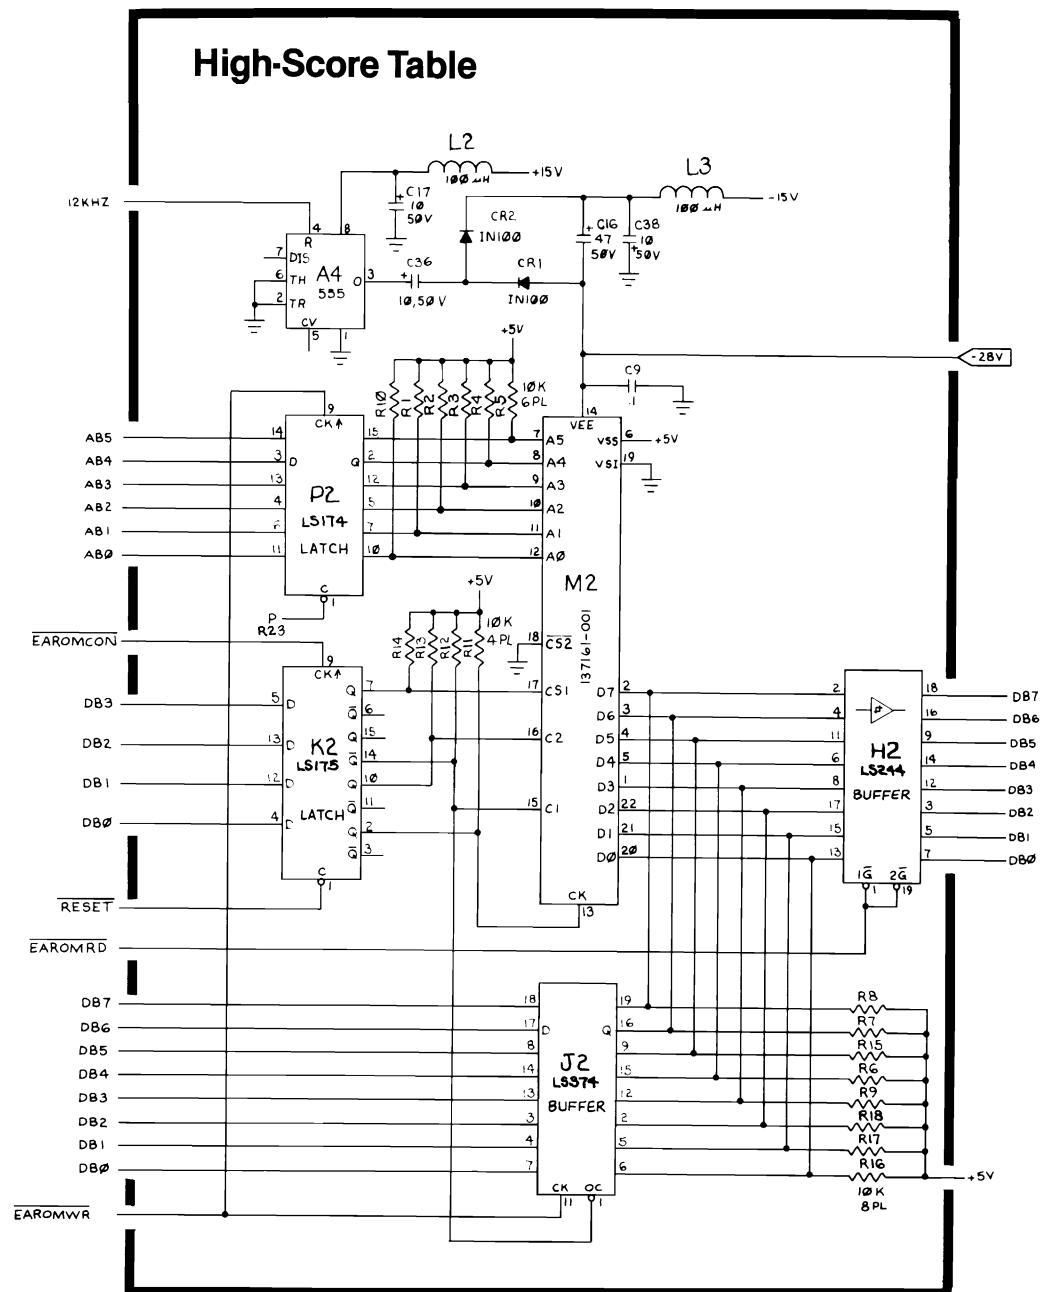 High-Score Table
L2
100 µH
+15V
L3
100 µH
-15V
12KHZ
+ C17
10
50V
CR2
IN100
+ C16
47
50V
C38
10
+50V
4
8
R
7 DIS
6 TH
2 TR
A4
555
O 3
CV
5
1
+ C36
10,50V
CR1
IN100
-28V
+5V
R10
R1
R2
R3
R4
R5
10K
6PL
C9
.1
9
CK↑
14
VEE
AB5 14 15 7 A5
VSS 6 +5V
AB4 3 D Q 2 8 A4
VSI 19
AB3 13 12 9 A3
AB2 4 5 10 A2
AB1 6 7 11 A1
AB0 11 10 12 A0
P2
LS174
LATCH
C
1
P
R23
M2
137161-001
+5V
R14
R13
R12
R11
10K
4PL
18 CS2
EAROMCON
9
CK↑
DB3 5 D
DB2 13 D
DB1 12 D
DB0 4 D
K2
LS175
LATCH
Q 7
Q 6
Q 15
Q 14
Q 10
Q 11
Q 2
Q 3
C
1
17 CS1
16 C2
15 C1
CK
13
D7 2
D6 3
D5 4
D4 5
D3 1
D2 22
D1 21
D0 20
2 18 DB7
4 16 DB6
11 9 DB5
6 14 DB4
8 12 DB3
17 3 DB2
15 5 DB1
13 7 DB0
H2
LS244
BUFFER
1G 2G
1 19
RESET
EAROMRD
DB7 18 19 R8
DB6 17 D Q 16 R7
DB5 8 9 R15
DB4 14 15 R6
DB3 13 12 R9
DB2 3 2 R18
DB1 4 5 R17
DB0 7 6 R16
J2
LS374
BUFFER
CK OC
11 1
10K
8PL
+5V
EAROMWR